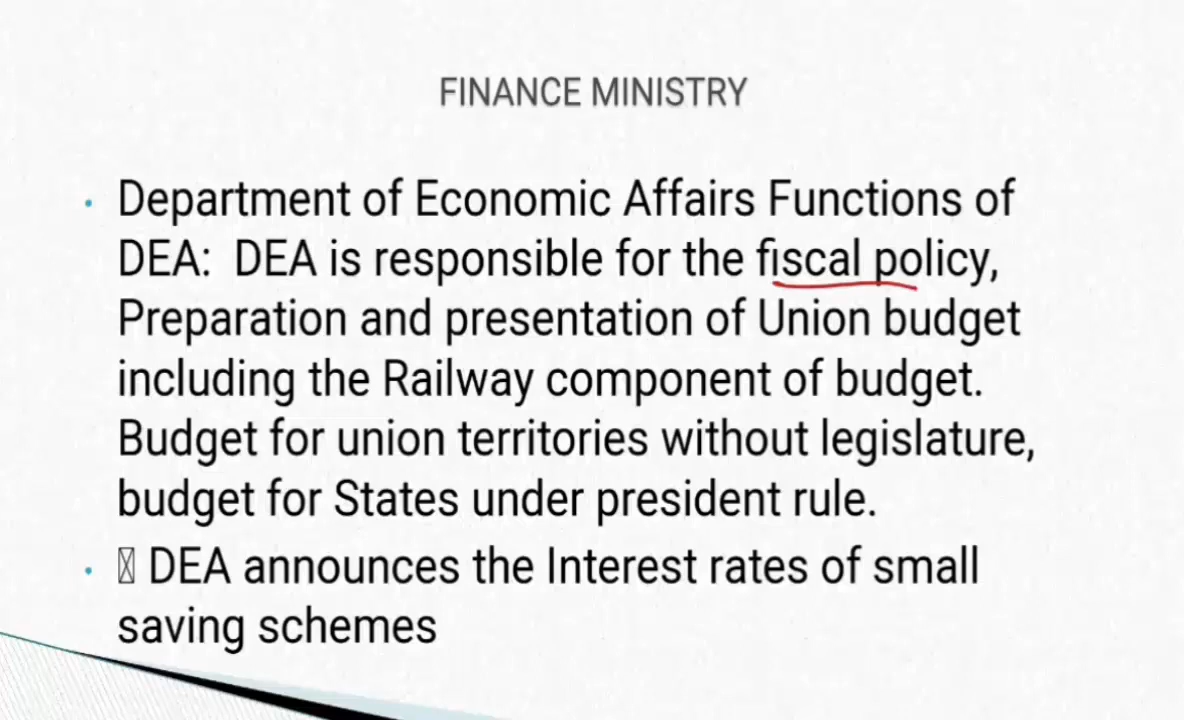 FINANCE MINISTRY
Department of Economic Affairs Functions of
DEA: DEA is responsible for the fiscal policy,
Preparation and presentation of Union budget
including the Railway component of budget.
Budget for union territories without legislature,
budget for States under president rule.
DEA announces the Interest rates of small
saving schemes